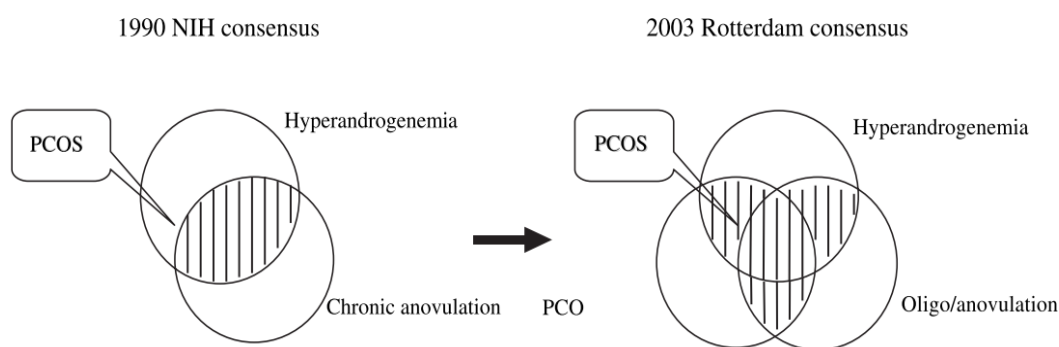 1990 NIH consensus
2003 Rotterdam consensus
PCOS
Hyperandrogenemia
PCOS
Hyperandrogenemia
Chronic anovulation
PCO
Oligo/anovulation